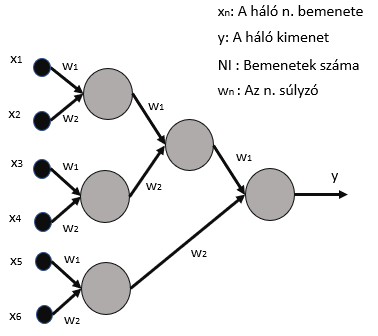 xn: A háló n. bemenete
y: A háló kimenet
NI : Bemenetek száma
wn : Az n. súlyzó
x1
w1
x2
w2
w1
x3
w1
w1
w2
y
x4
w2
x5
w1
w2
x6
w2